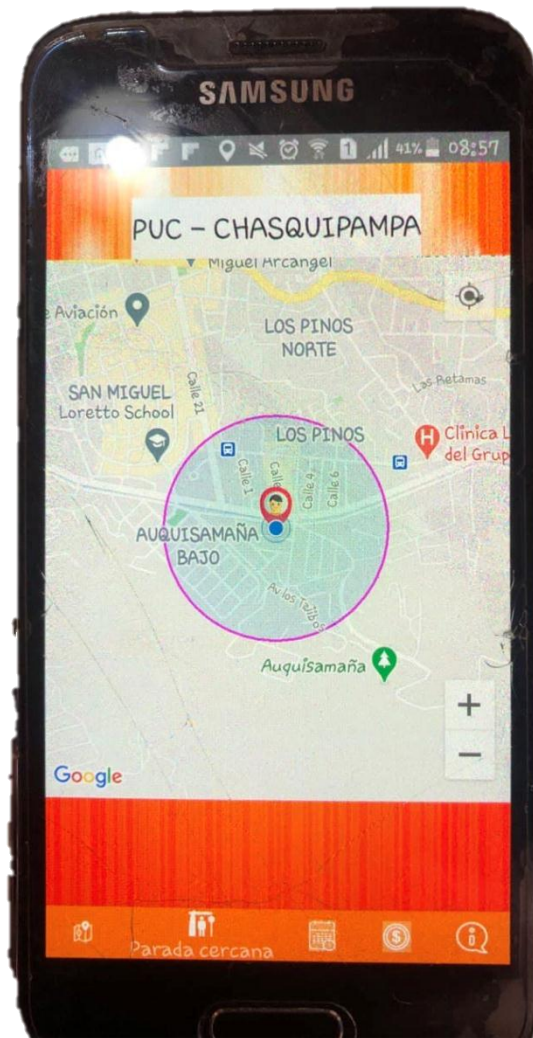 SAMSUNG
1 41% 08:57
PUC - CHASQUIPAMPA
Miguel Arcangel
e Aviación
LOS PINOS
NORTE
Las Retamas
SAN MIGUEL
Loretto School
Calle 21
LOS PINOS
H Clinica L
del Grup
Calle 1
Calle
Calle 4
Calle 6
AUQUISAMAÑA
BAJO
Av los Tajibos
Auquisamaña
+
−
Google
Parada cercana
$
i